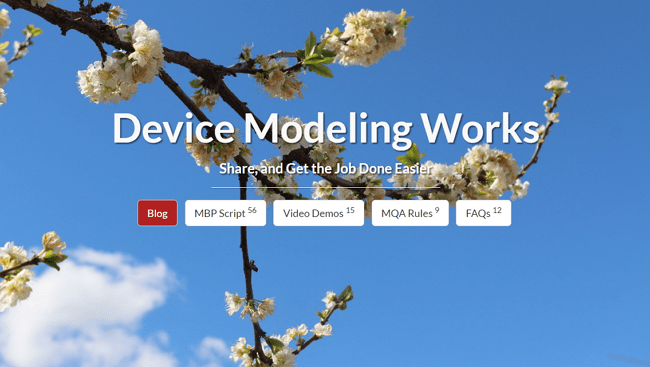 Device Modeling Works
Share, and Get the Job Done Easier
Blog MBP Script 56 Video Demos 15 MQA Rules 9 FAQs 12